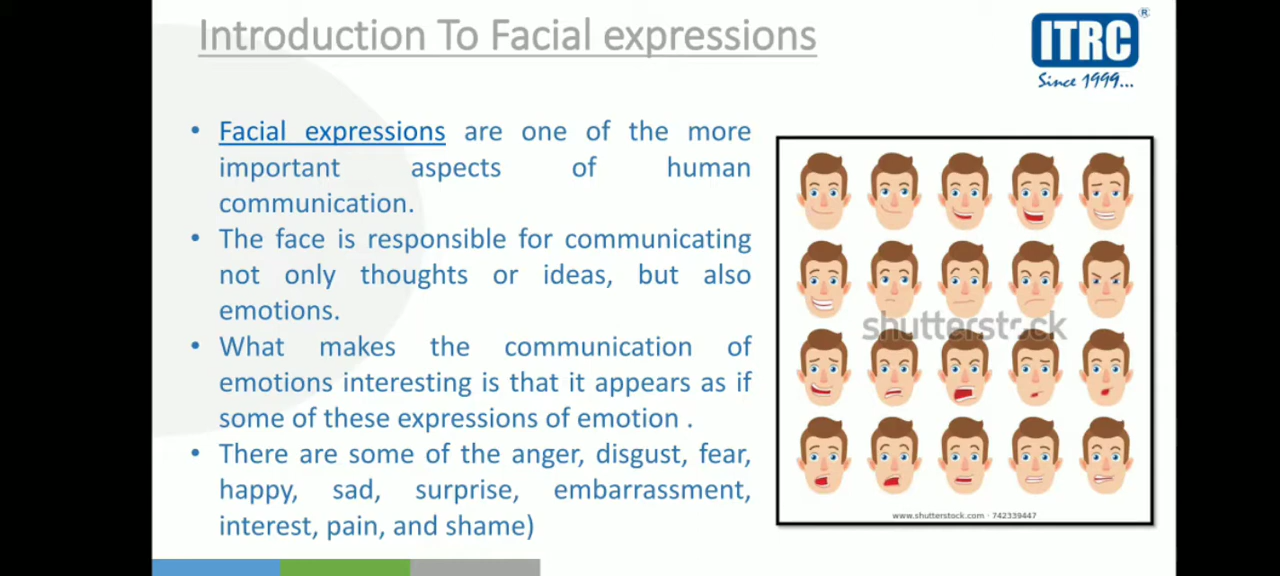 Introduction To Facial expressions
ITRC
®
Since 1999...
• Facial expressions are one of the more
important aspects of human
communication.
• The face is responsible for communicating
not only thoughts or ideas, but also
emotions.
• What makes the communication of
emotions interesting is that it appears as if
some of these expressions of emotion .
• There are some of the anger, disgust, fear,
happy, sad, surprise, embarrassment,
interest, pain, and shame)
shutterstock
www.shutterstock.com · 742339447